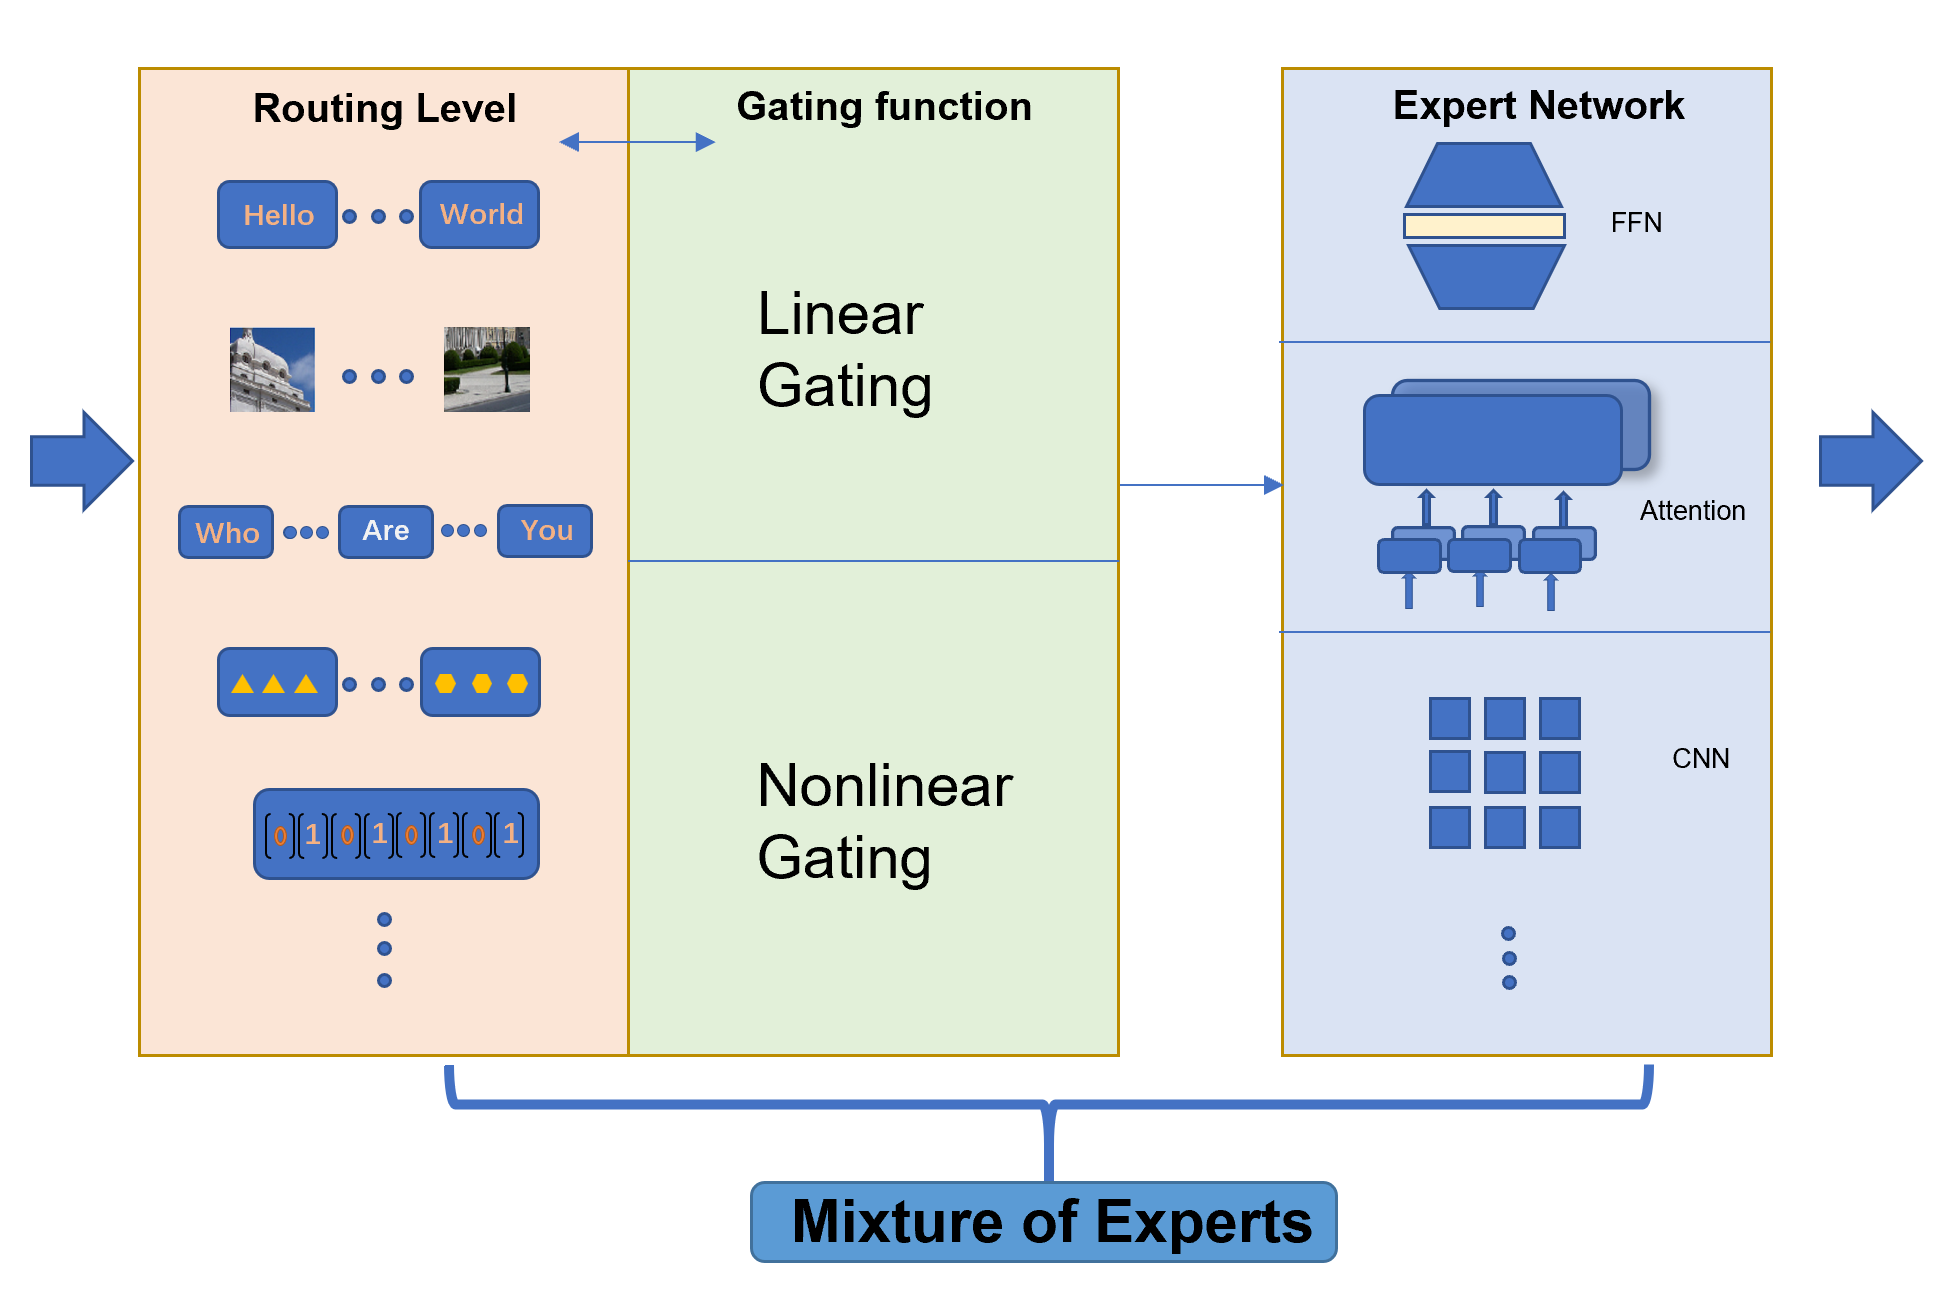 Routing Level
Gating function
Expert Network
Hello
World
FFN
Linear
Gating
Who
Are
You
Attention
Nonlinear
Gating
CNN
[0][1][0][1][0][1][0][1]
Mixture of Experts